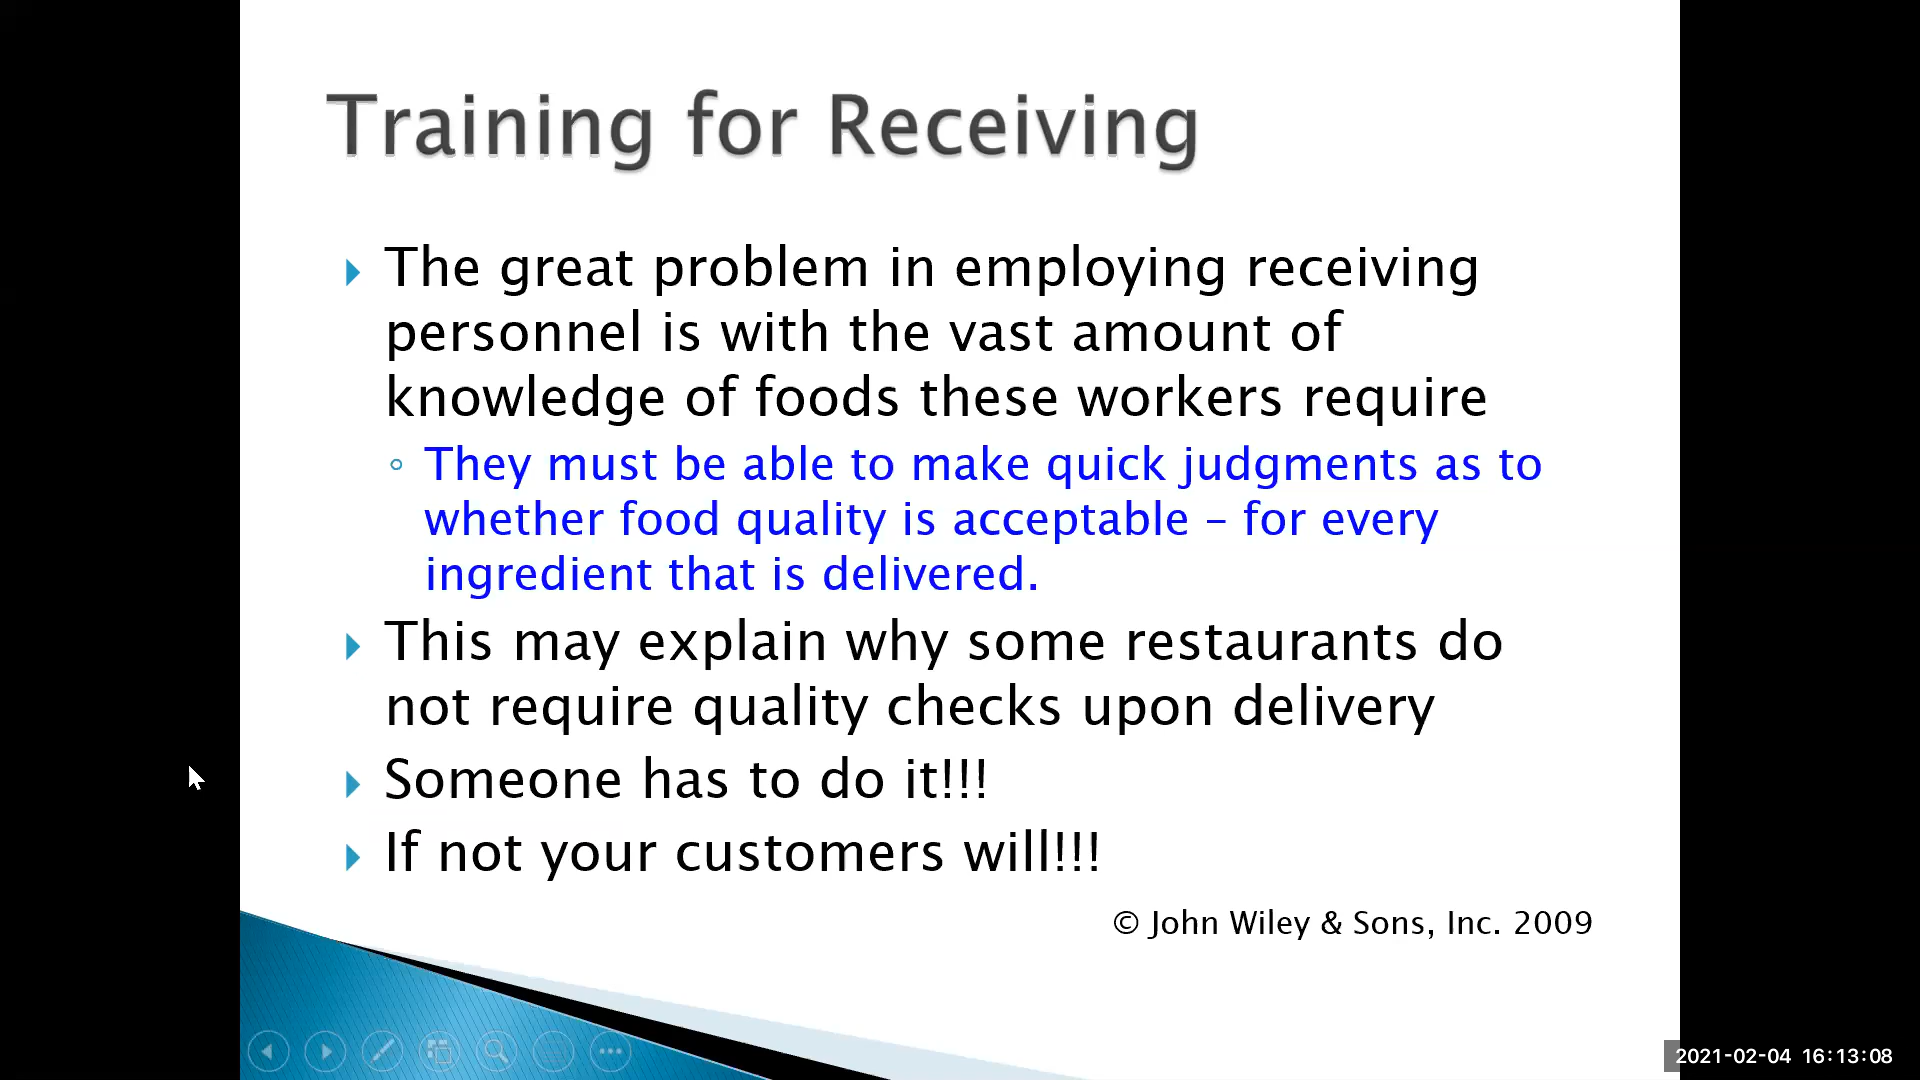 Training for Receiving
The great problem in employing receiving
personnel is with the vast amount of
knowledge of foods these workers require
They must be able to make quick judgments as to
whether food quality is acceptable – for every
ingredient that is delivered.
This may explain why some restaurants do
not require quality checks upon delivery
Someone has to do it!!!
If not your customers will!!!
© John Wiley & Sons, Inc. 2009
2021-02-04 16:13:08